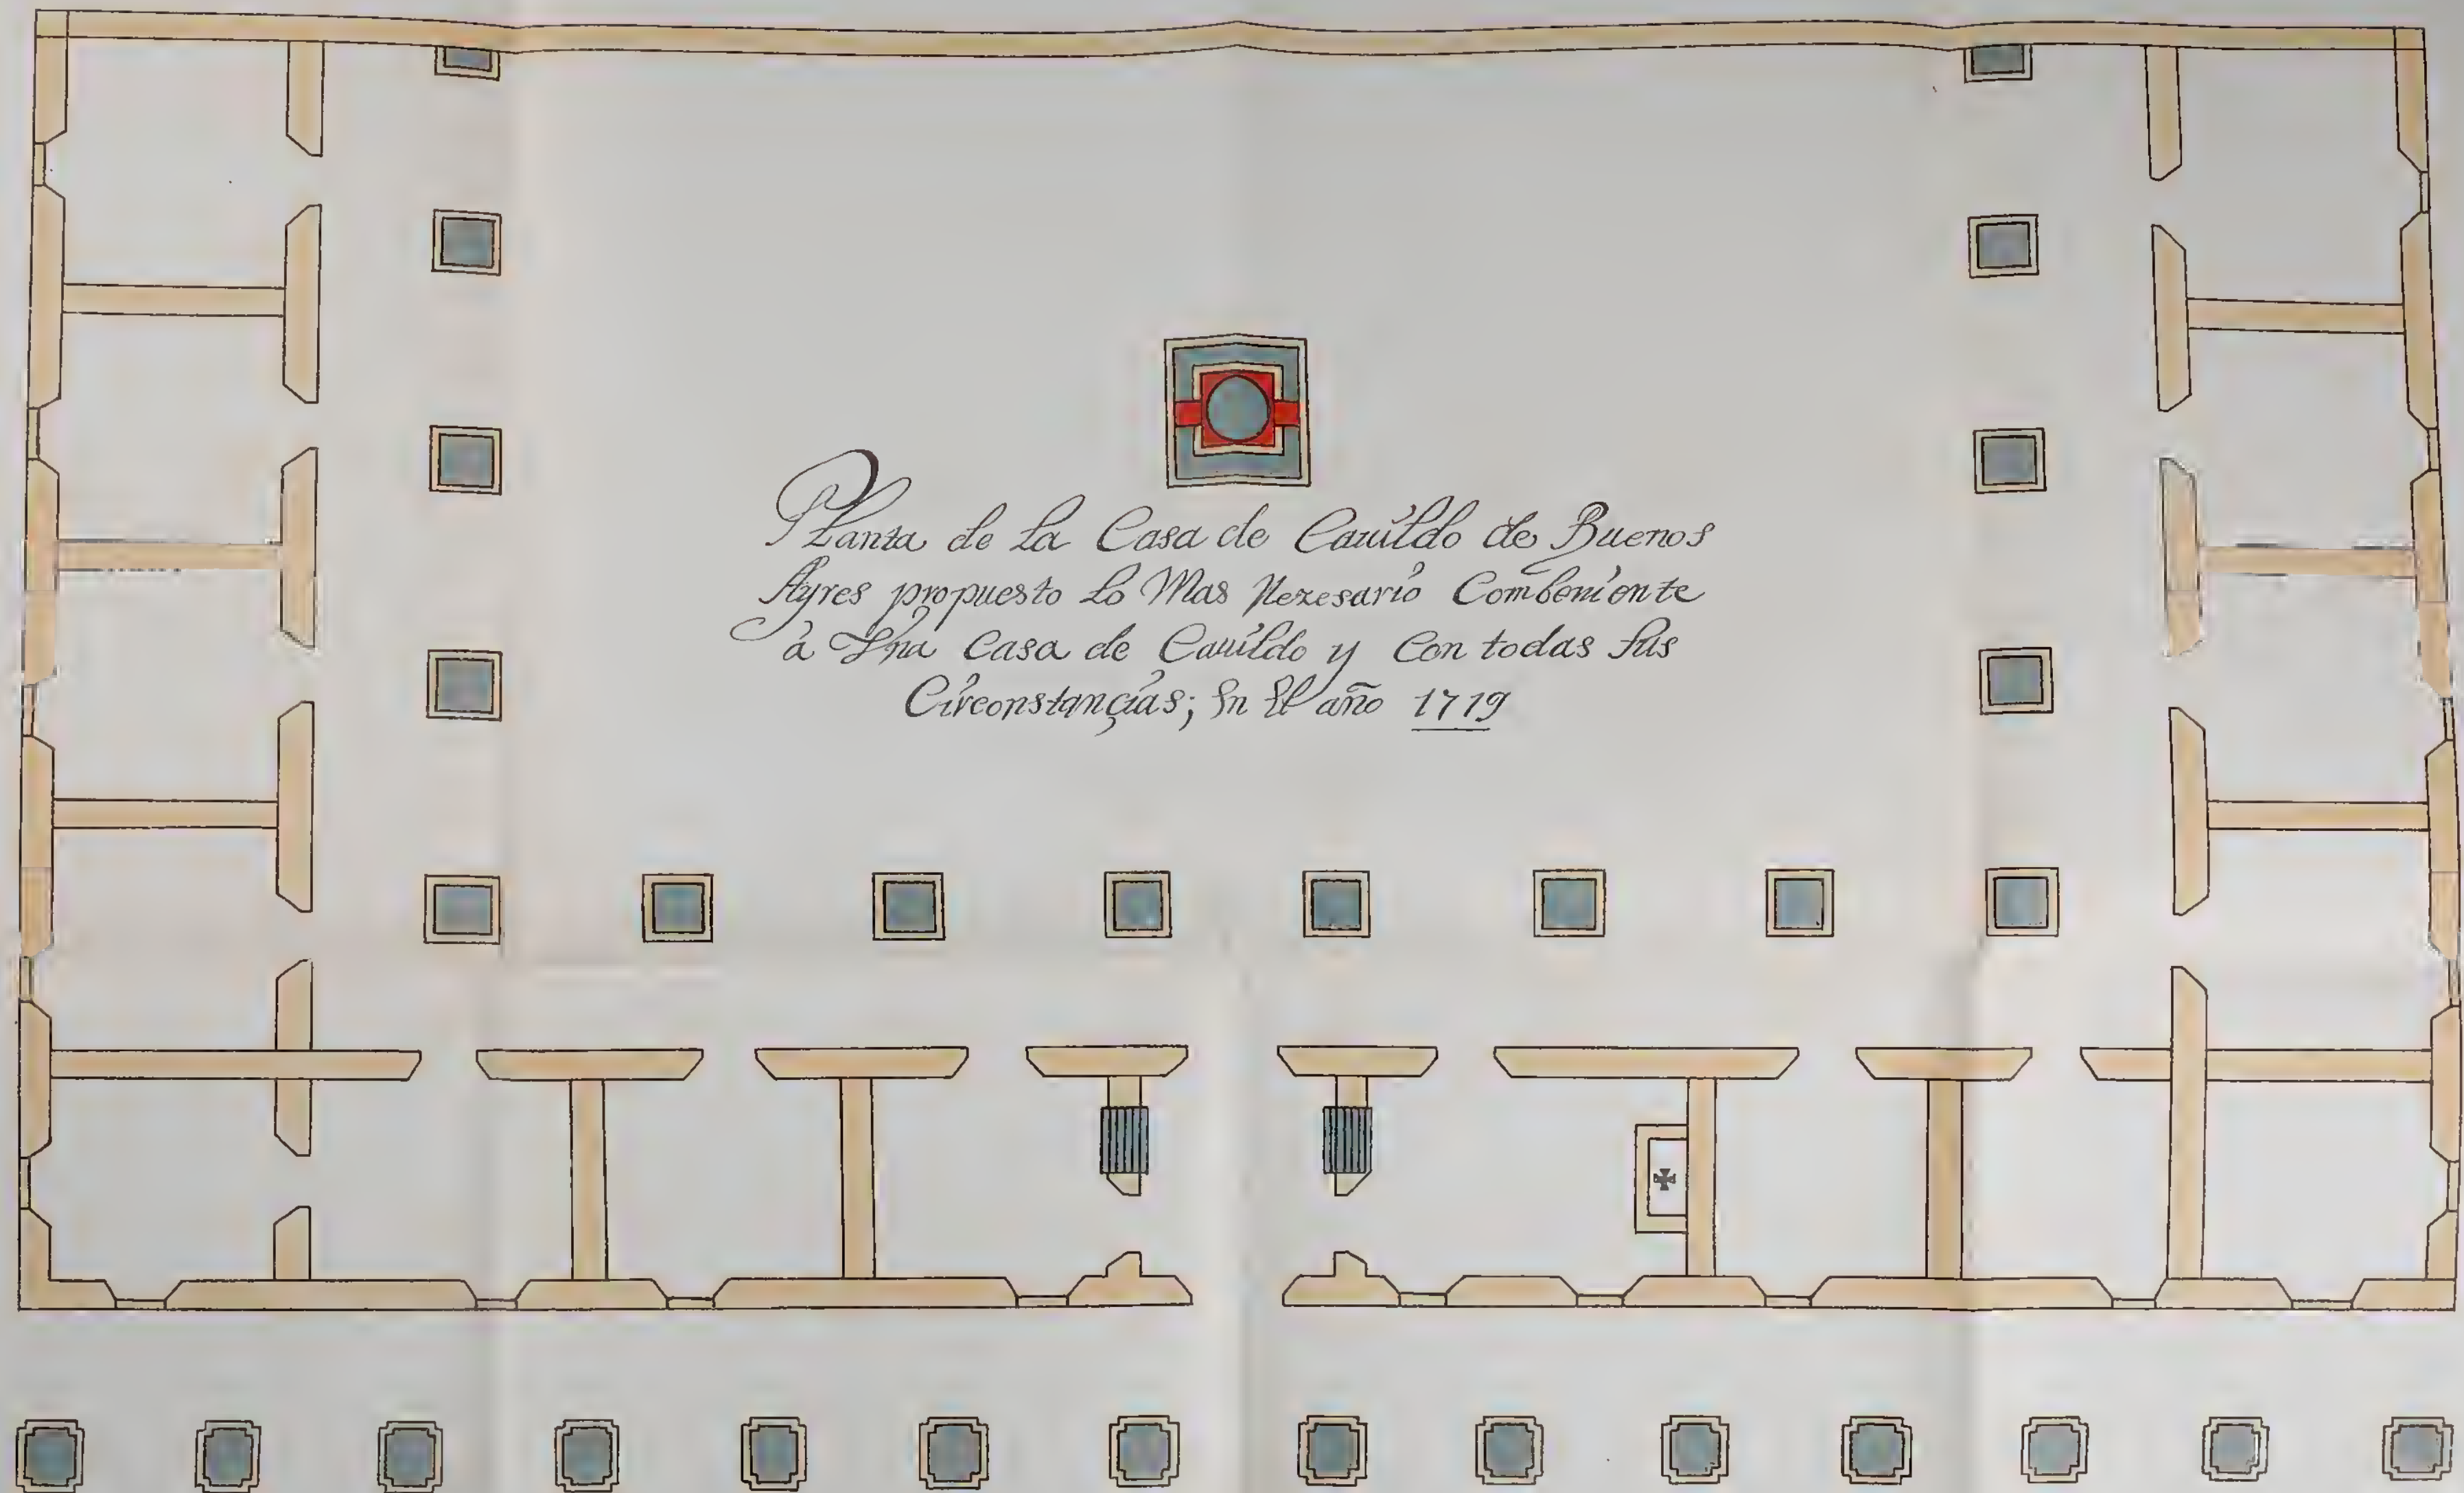 Planta de la Casa de Cauildo de Buenos
Ayres propuesto lo Mas Nezesario Combeniente
à Vna Casa de Cauildo y Con todas sus
Circonstançias; En El año 1719